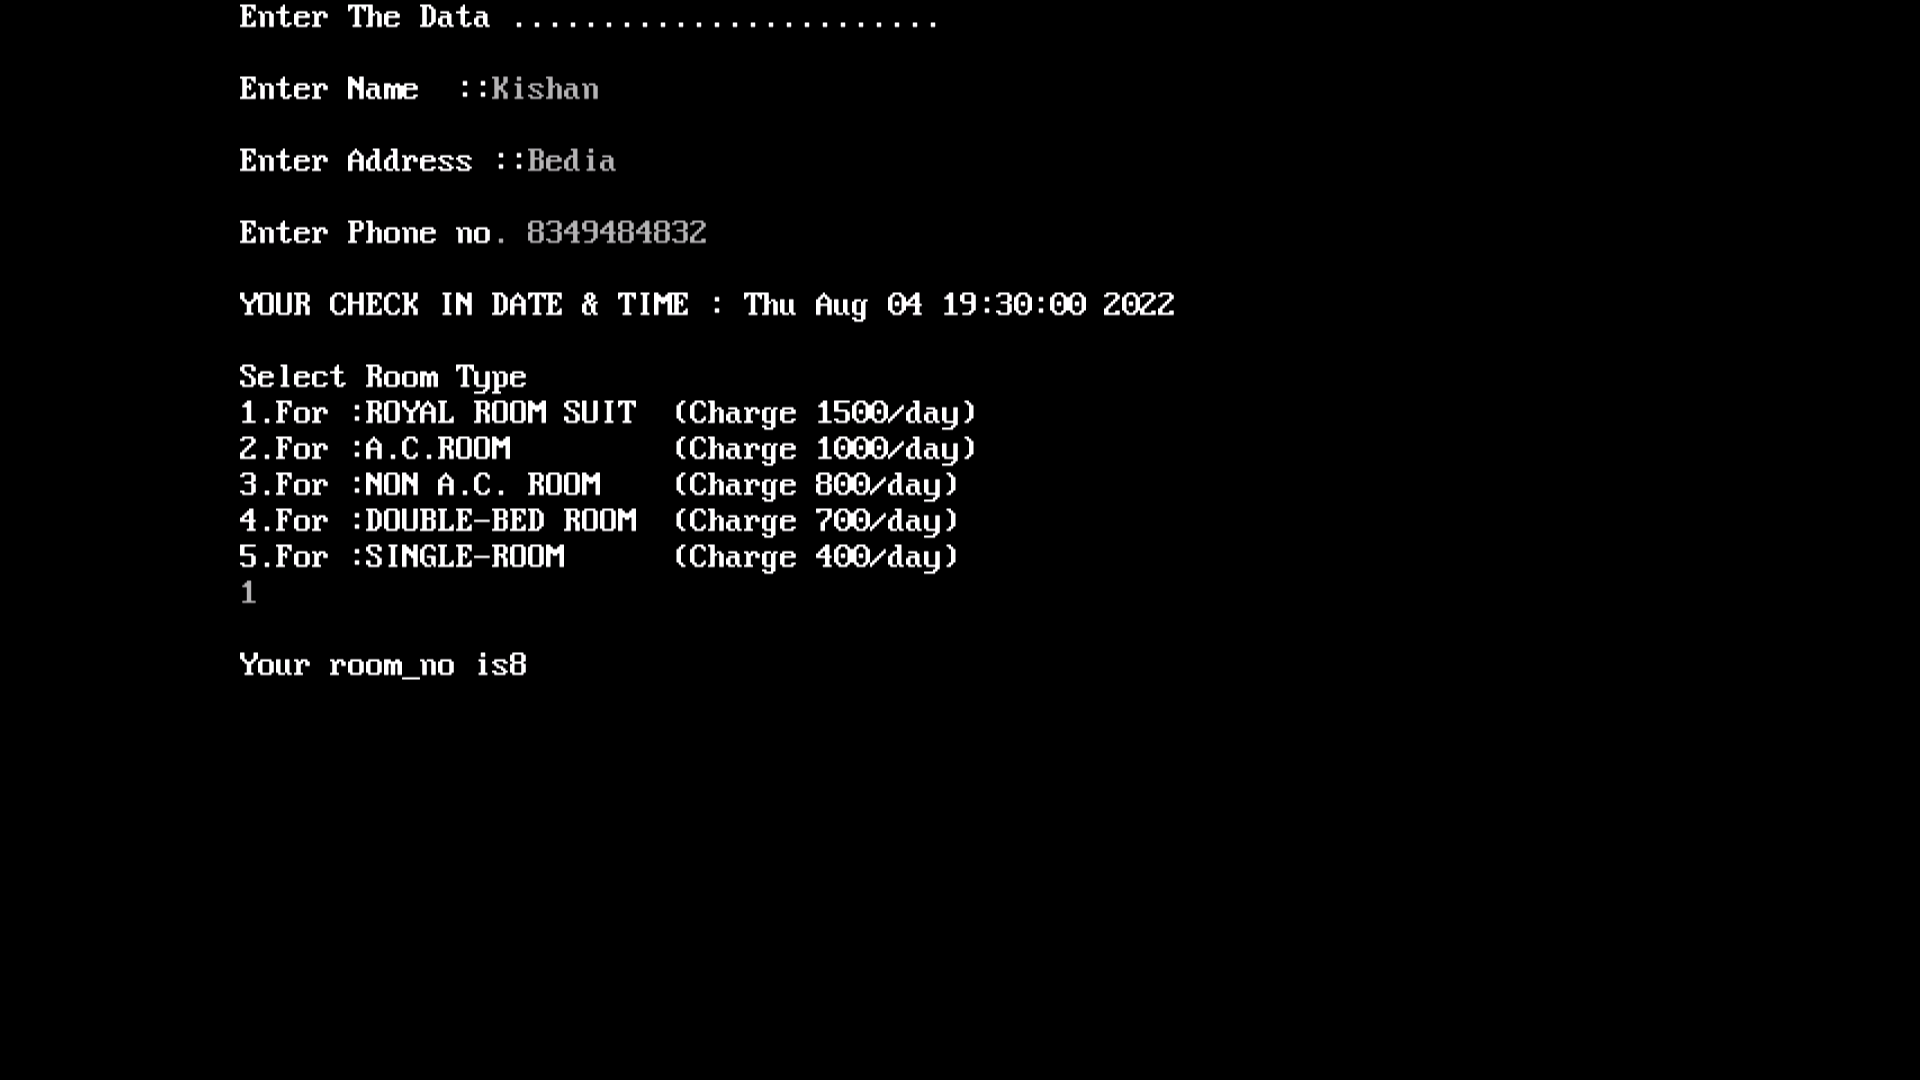 Enter The Data ........................
Enter Name  ::Kishan
Enter Address ::Bedia
Enter Phone no. 8349484832
YOUR CHECK IN DATE & TIME : Thu Aug 04 19:30:00 2022
Select Room Type
1.For :ROYAL ROOM SUIT  (Charge 1500/day)
2.For :A.C.ROOM         (Charge 1000/day)
3.For :NON A.C. ROOM    (Charge 800/day)
4.For :DOUBLE-BED ROOM  (Charge 700/day)
5.For :SINGLE-ROOM      (Charge 400/day)
1
Your room_no is8